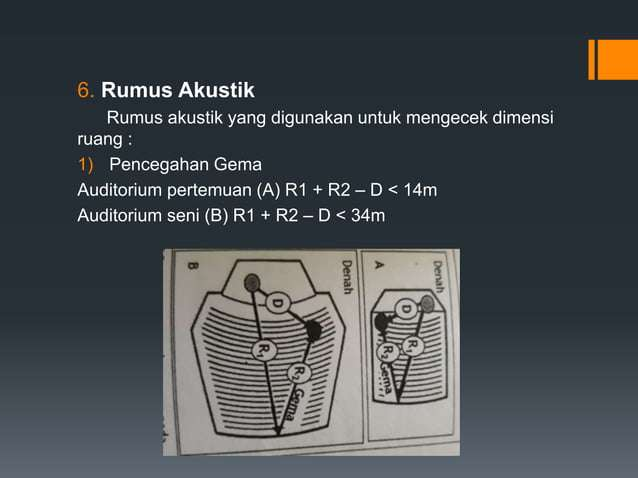 6. Rumus Akustik
Rumus akustik yang digunakan untuk mengecek dimensi
ruang :
1) Pencegahan Gema
Auditorium pertemuan (A) R1 + R2 – D < 14m
Auditorium seni (B) R1 + R2 – D < 34m
B
Denah
D
R₁
R₂
Gema
A
Denah
D
R₁
R₂
Gema